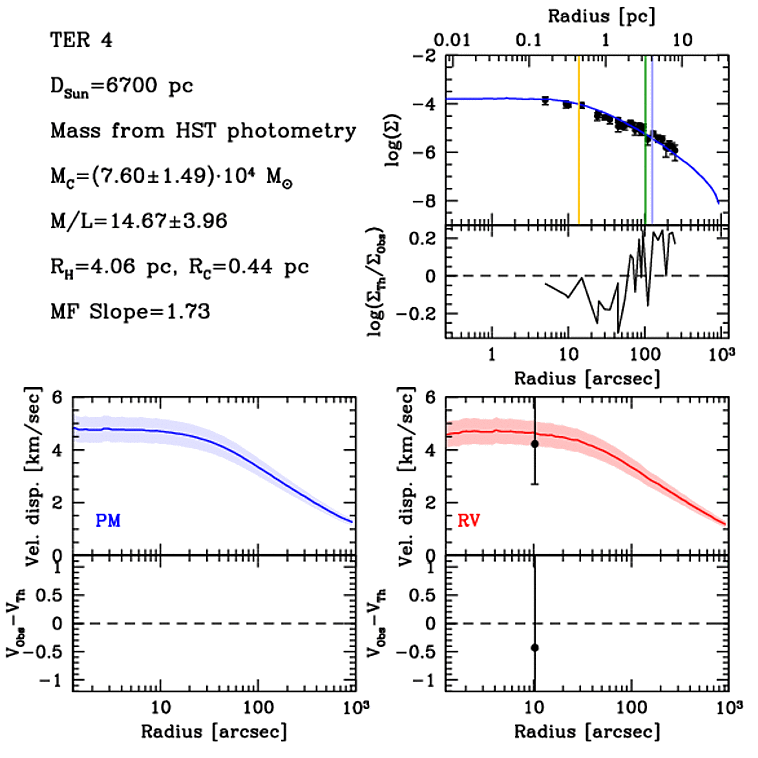 TER 4
D_Sun=6700 pc
Mass from HST photometry
M_C=(7.60±1.49)·10⁴ M_⊙
M/L=14.67±3.96
R_H=4.06 pc, R_C=0.44 pc
MF Slope=1.73
Radius [pc]
0.01 0.1 1 10
log(Σ)
−2
−4
−6
−8
log(Σ_Th/Σ_Obs)
0.2
0
−0.2
1 10 100 10³
Radius [arcsec]
Vel. disp. [km/sec]
6
4
2
0
PM
V_Obs−V_Th
1
0.5
0
−0.5
−1
10 100 10³
Radius [arcsec]
Vel. disp. [km/sec]
6
4
2
0
RV
V_Obs−V_Th
1
0.5
0
−0.5
−1
10 100 10³
Radius [arcsec]